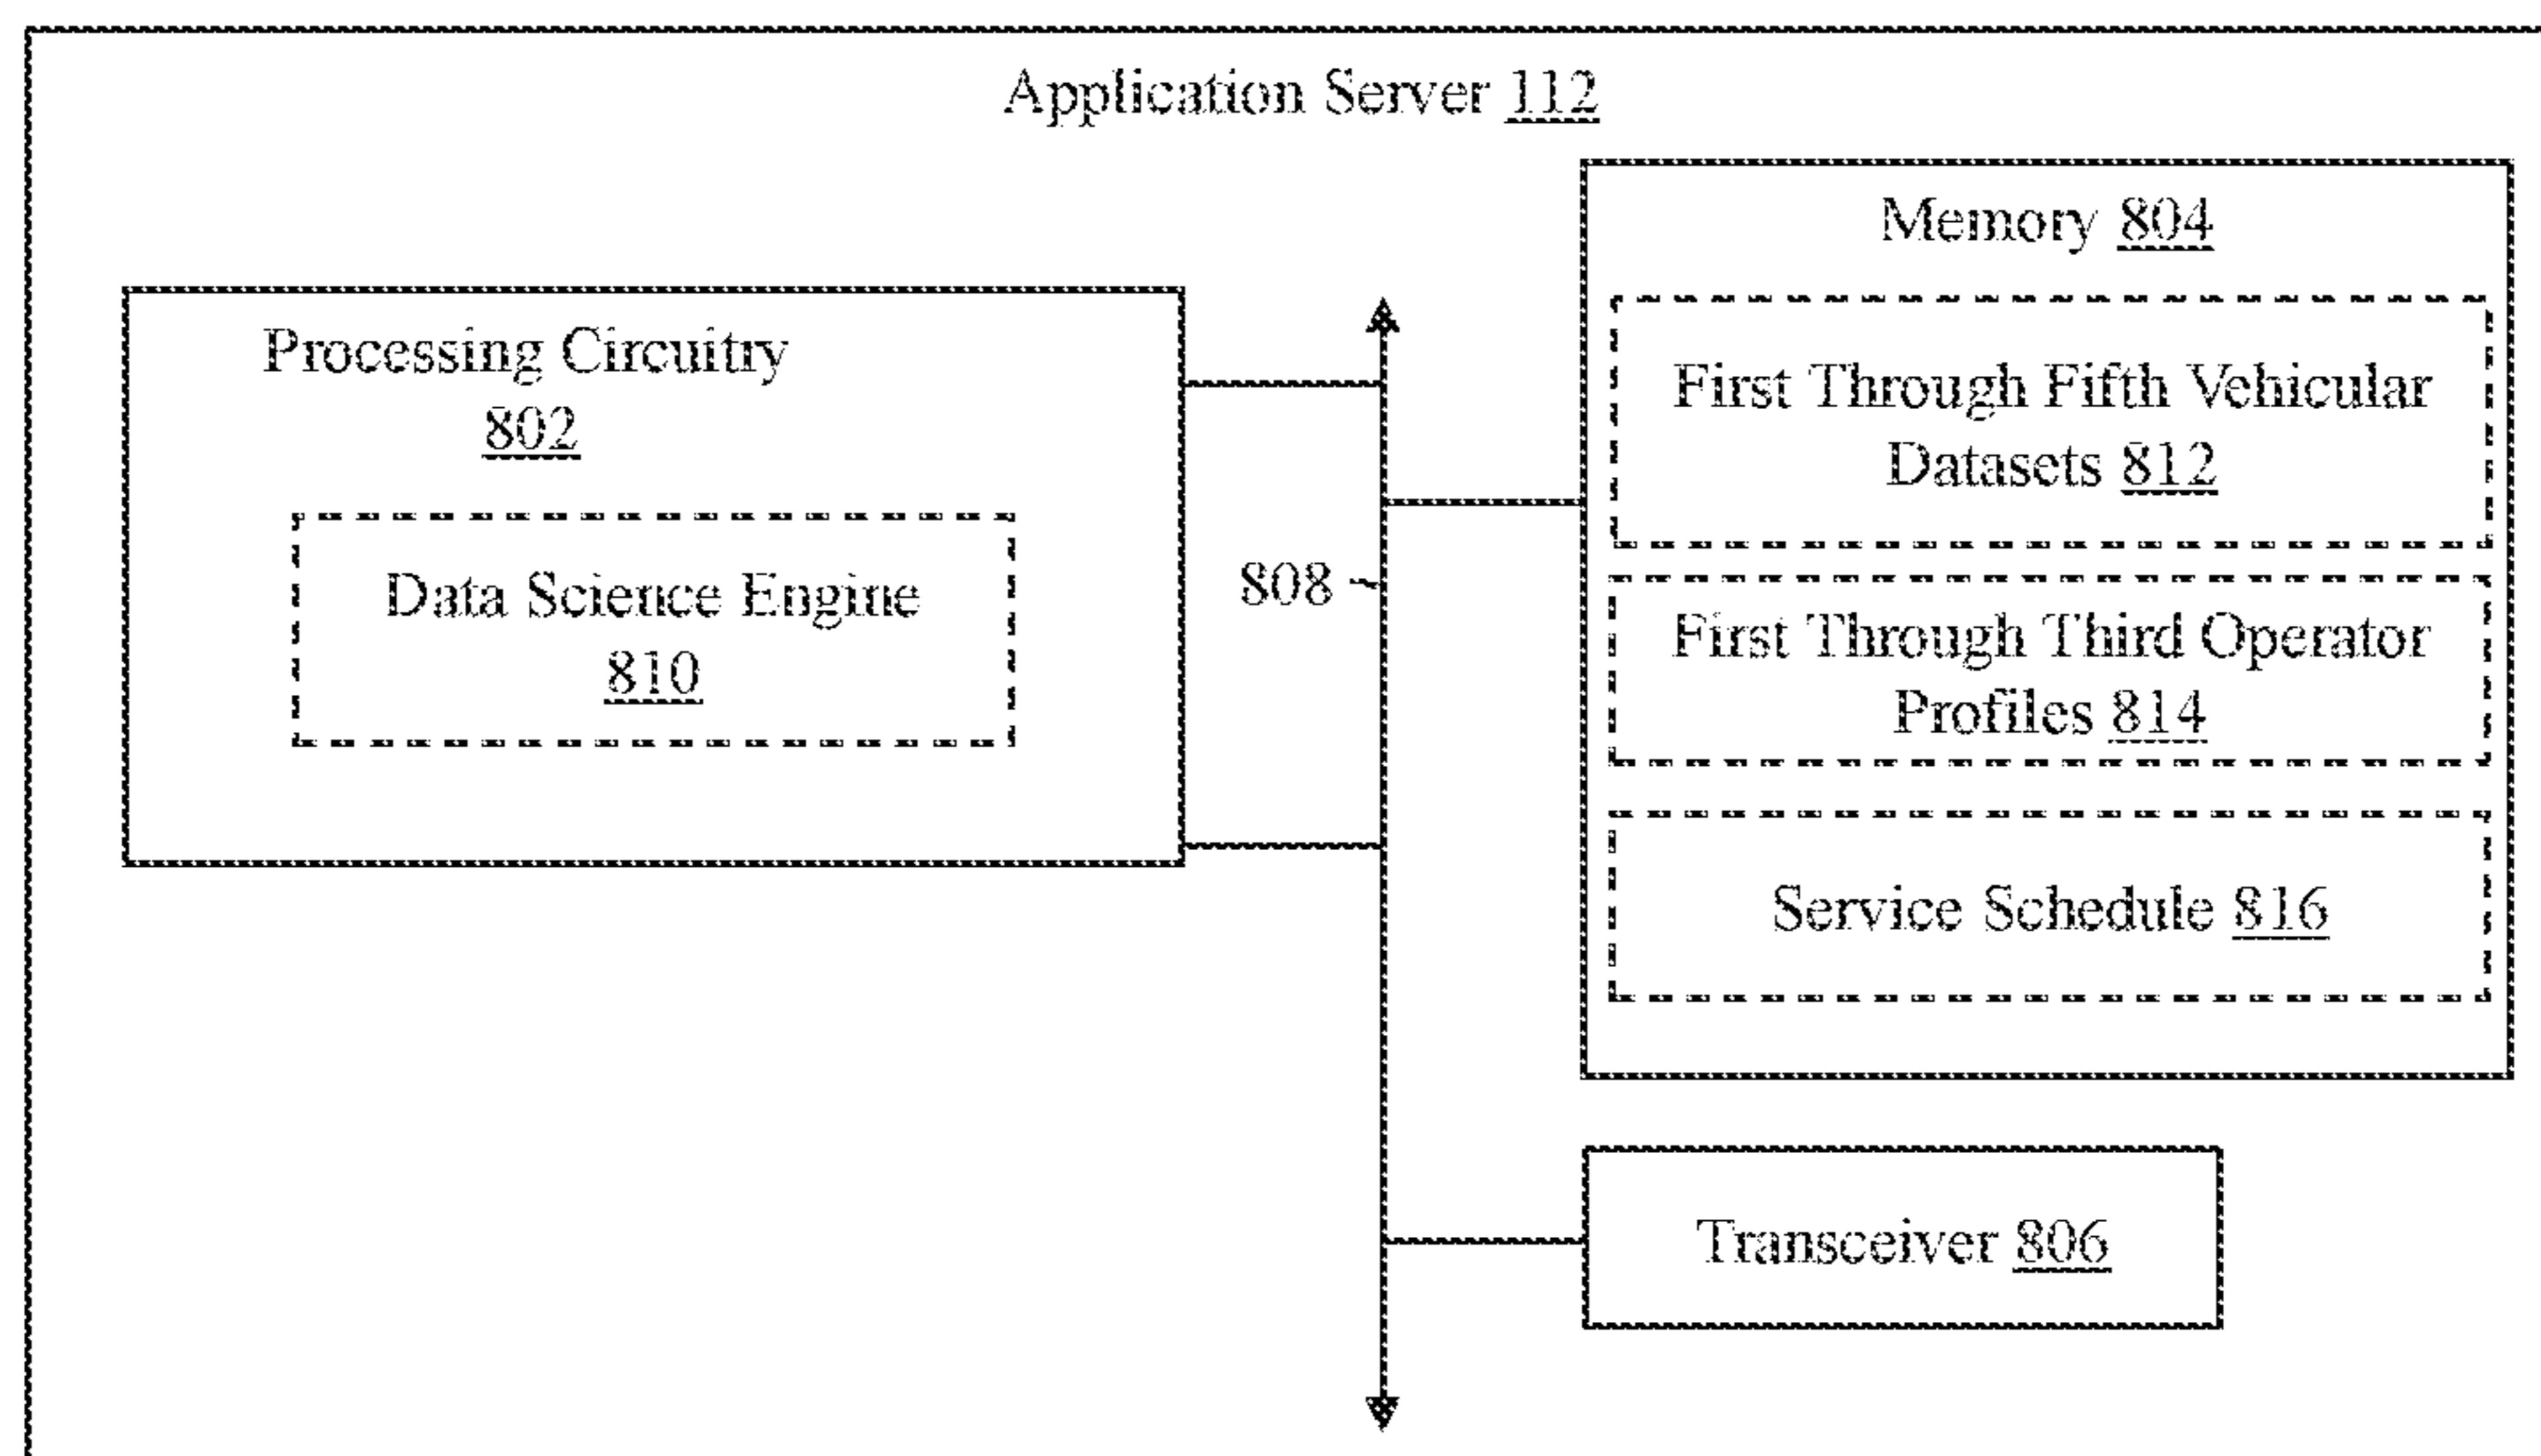 Application Server 112
Processing Circuitry
802
Data Science Engine
810
808
Memory 804
First Through Fifth Vehicular
Datasets 812
First Through Third Operator
Profiles 814
Service Schedule 816
Transceiver 806